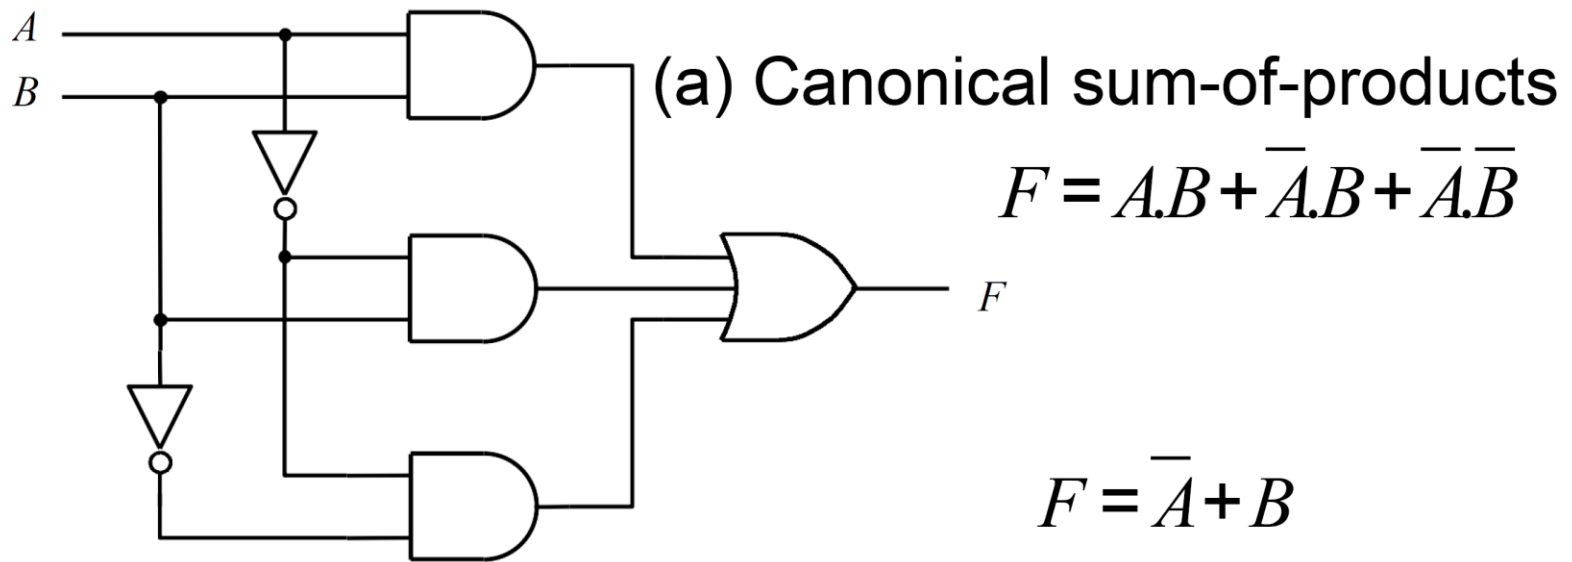 A
B
(a) Canonical sum-of-products
F = A.B + A̅.B + A̅.B̅
F
F = A̅ + B